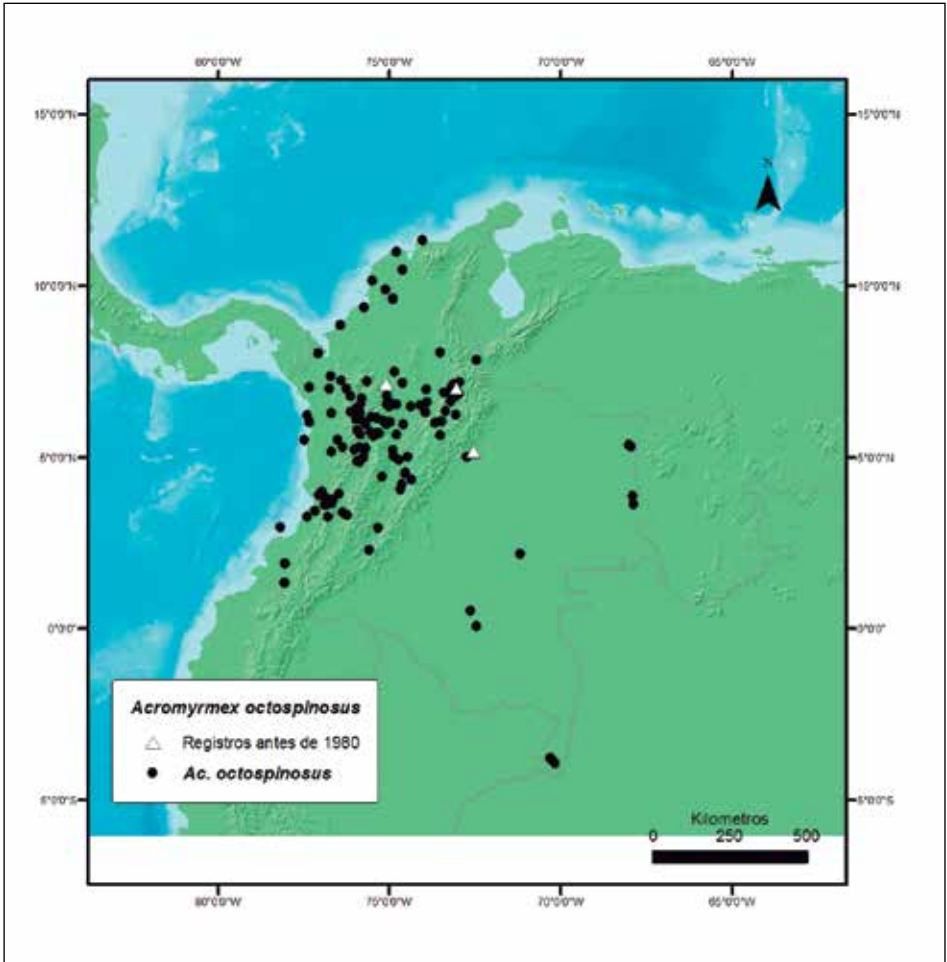 80°0'0"W 75°0'0"W 70°0'0"W 65°0'0"W
15°0'0"N 15°0'0"N
N
10°0'0"N 10°0'0"N
5°0'0"N 5°0'0"N
0°0'0" 0°0'0"
Acromyrmex octospinosus
Registros antes de 1980
Ac. octospinosus
5°0'0"S 5°0'0"S
Kilometros
0 250 500
80°0'0"W 75°0'0"W 70°0'0"W 65°0'0"W